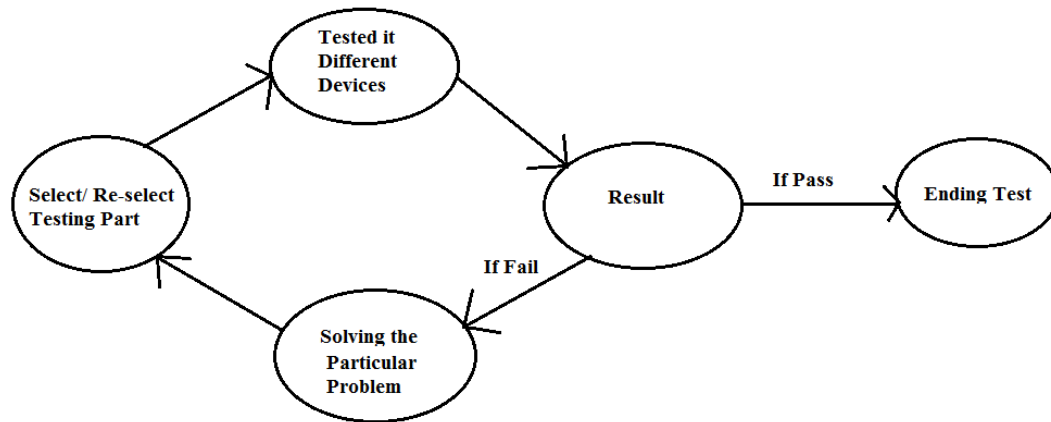 Tested it
Different
Devices
Select/ Re-select
Testing Part
Result
If Pass
Ending Test
If Fail
Solving the
Particular
Problem